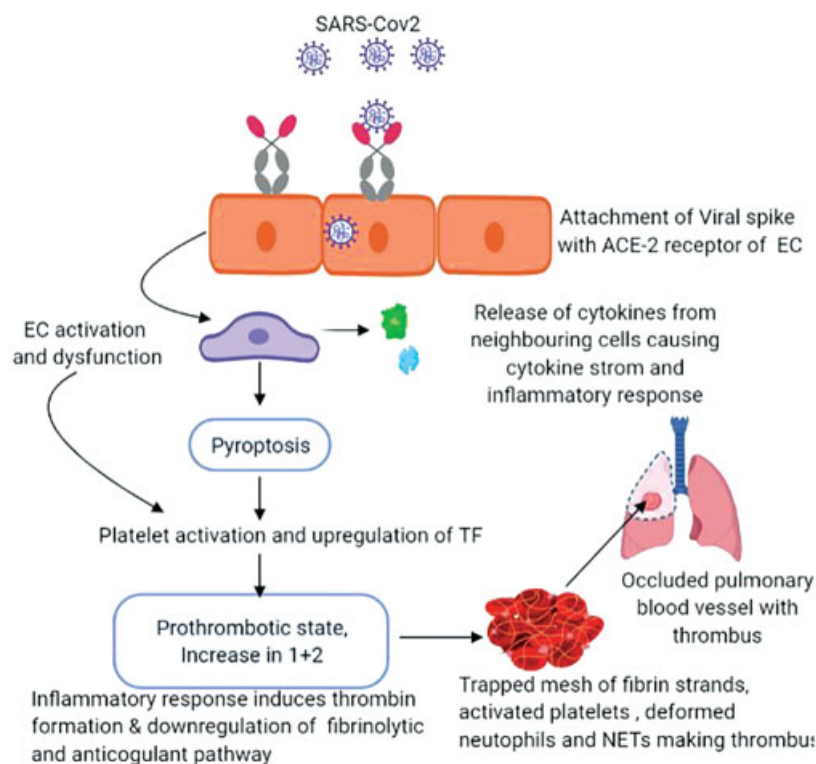 SARS-Cov2
Attachment of Viral spike
with ACE-2 receptor of EC
EC activation
and dysfunction
Release of cytokines from
neighbouring cells causing
cytokine strom and
inflammatory response
Pyroptosis
Platelet activation and upregulation of TF
Occluded pulmonary
blood vessel with
thrombus
Prothrombotic state,
Increase in 1+2
Inflammatory response induces thrombin
formation & downregulation of fibrinolytic
and anticogulant pathway
Trapped mesh of fibrin strands,
activated platelets , deformed
neutophils and NETs making thrombus